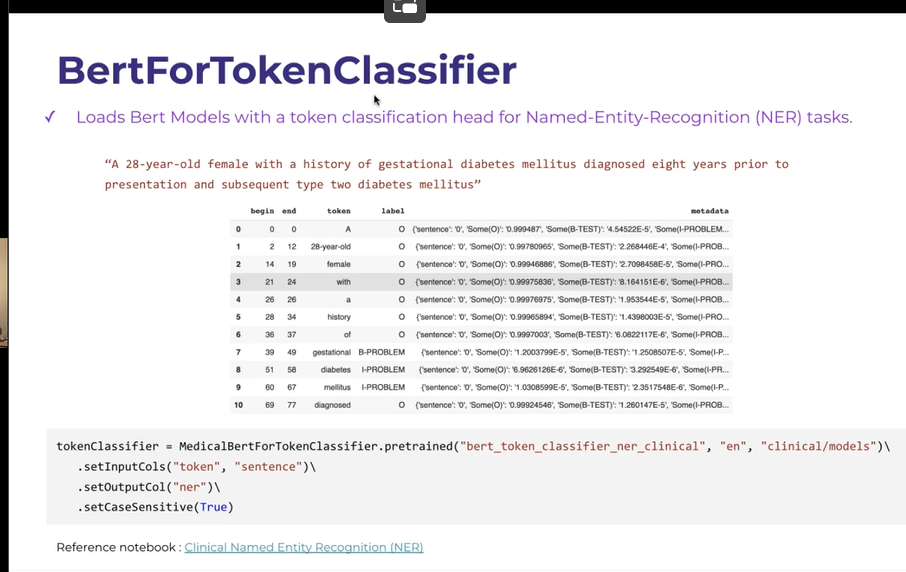 BertForTokenClassifier
✓ Loads Bert Models with a token classification head for Named-Entity-Recognition (NER) tasks.
“A 28-year-old female with a history of gestational diabetes mellitus diagnosed eight years prior to
presentation and subsequent type two diabetes mellitus”
begin end token label metadata
0 0 0 A O {'sentence': '0', 'Some(O)': '0.999487', 'Some(B-TEST)': '4.54522E-5', 'Some(I-PROBLEM...
1 2 12 28-year-old O {'sentence': '0', 'Some(O)': '0.99780965', 'Some(B-TEST)': '2.268446E-4', 'Some(I-PROB...
2 14 19 female O {'sentence': '0', 'Some(O)': '0.99946886', 'Some(B-TEST)': '2.7098458E-5', 'Some(I-PRO...
3 21 24 with O {'sentence': '0', 'Some(O)': '0.99975836', 'Some(B-TEST)': '8.164151E-6', 'Some(I-PROB...
4 26 26 a O {'sentence': '0', 'Some(O)': '0.99976975', 'Some(B-TEST)': '1.953544E-5', 'Some(I-PROB...
5 28 34 history O {'sentence': '0', 'Some(O)': '0.99965894', 'Some(B-TEST)': '1.4398003E-5', 'Some(I-PRO...
6 36 37 of O {'sentence': '0', 'Some(O)': '0.9997003', 'Some(B-TEST)': '6.0822117E-6', 'Some(I-PROB...
7 39 49 gestational B-PROBLEM {'sentence': '0', 'Some(O)': '1.2003799E-5', 'Some(B-TEST)': '1.2508507E-5', 'Some(I-P...
8 51 58 diabetes I-PROBLEM {'sentence': '0', 'Some(O)': '6.9626126E-6', 'Some(B-TEST)': '3.292549E-6', 'Some(I-PR...
9 60 67 mellitus I-PROBLEM {'sentence': '0', 'Some(O)': '1.0308599E-5', 'Some(B-TEST)': '2.3517548E-6', 'Some(I-P...
10 69 77 diagnosed O {'sentence': '0', 'Some(O)': '0.99924546', 'Some(B-TEST)': '1.260147E-5', 'Some(I-PROB...
tokenClassifier = MedicalBertForTokenClassifier.pretrained("bert_token_classifier_ner_clinical", "en", "clinical/models")\
.setInputCols("token", "sentence")\
.setOutputCol("ner")\
.setCaseSensitive(True)
Reference notebook : Clinical Named Entity Recognition (NER)